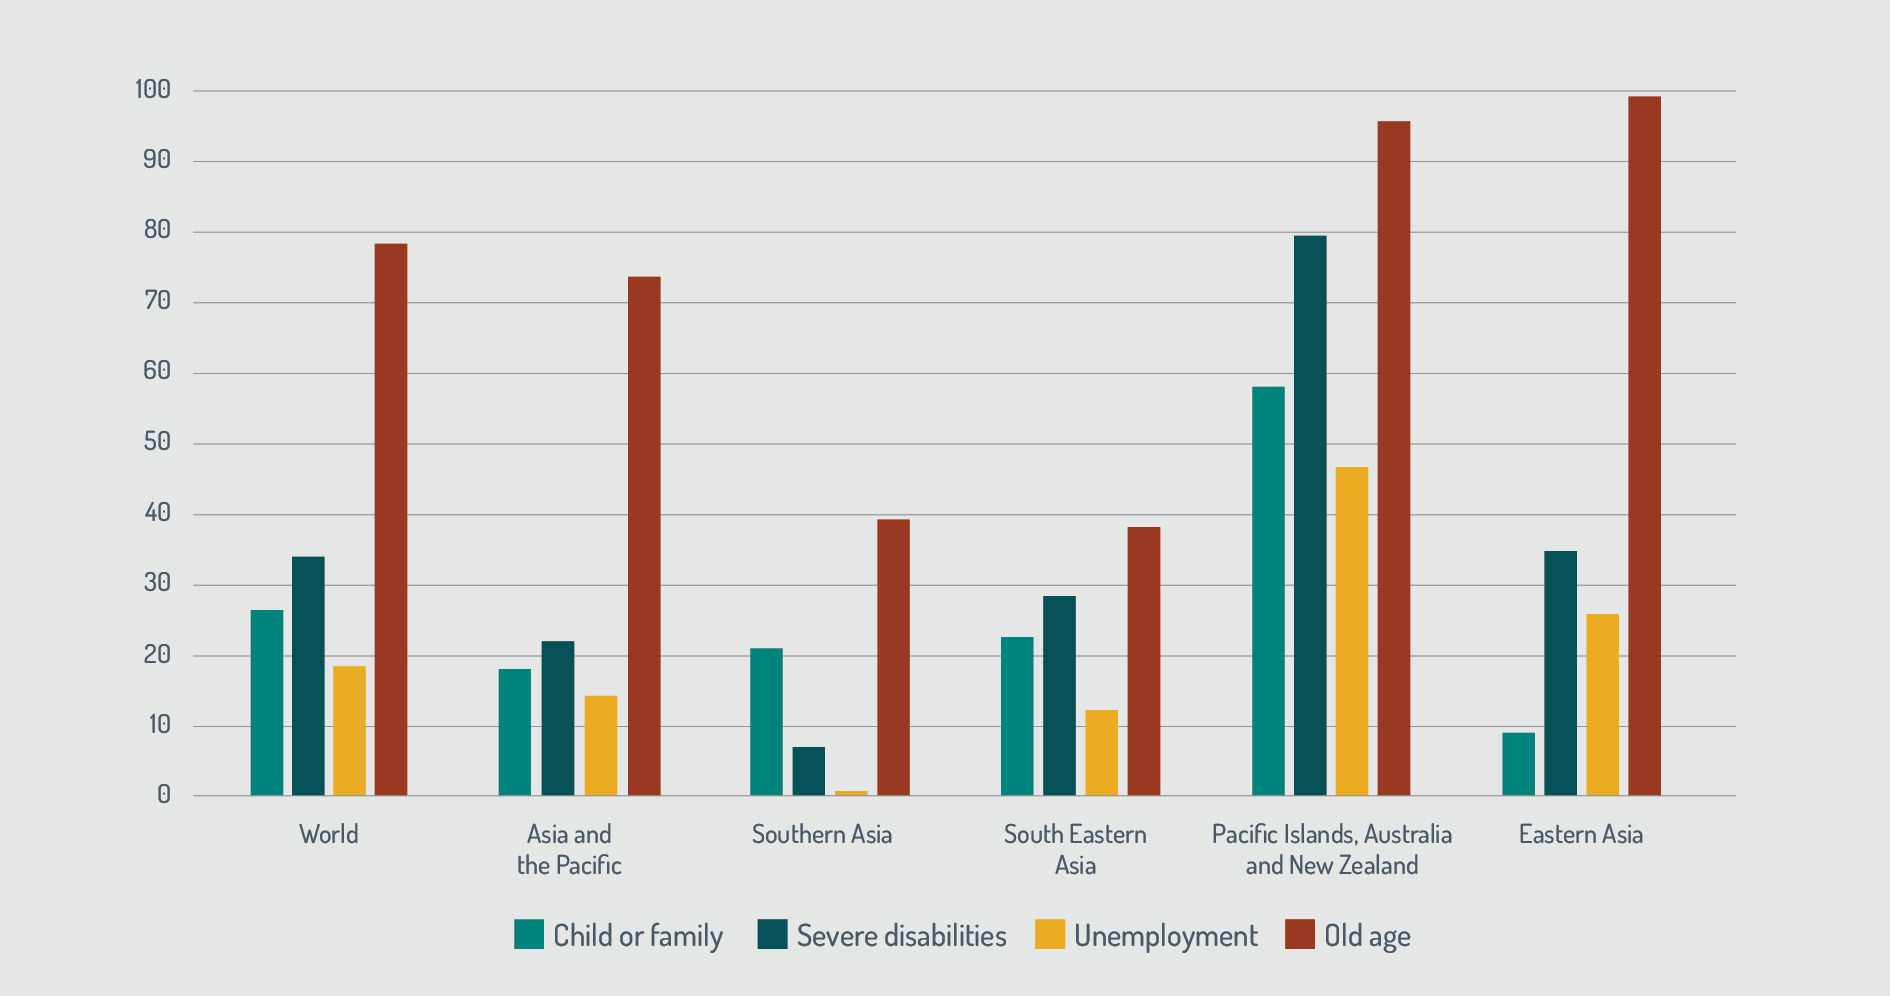 100
90
80
70
60
50
40
30
20
10
0
World
Asia and
the Pacific
Southern Asia
South Eastern
Asia
Pacific Islands, Australia
and New Zealand
Eastern Asia
Child or family
Severe disabilities
Unemployment
Old age